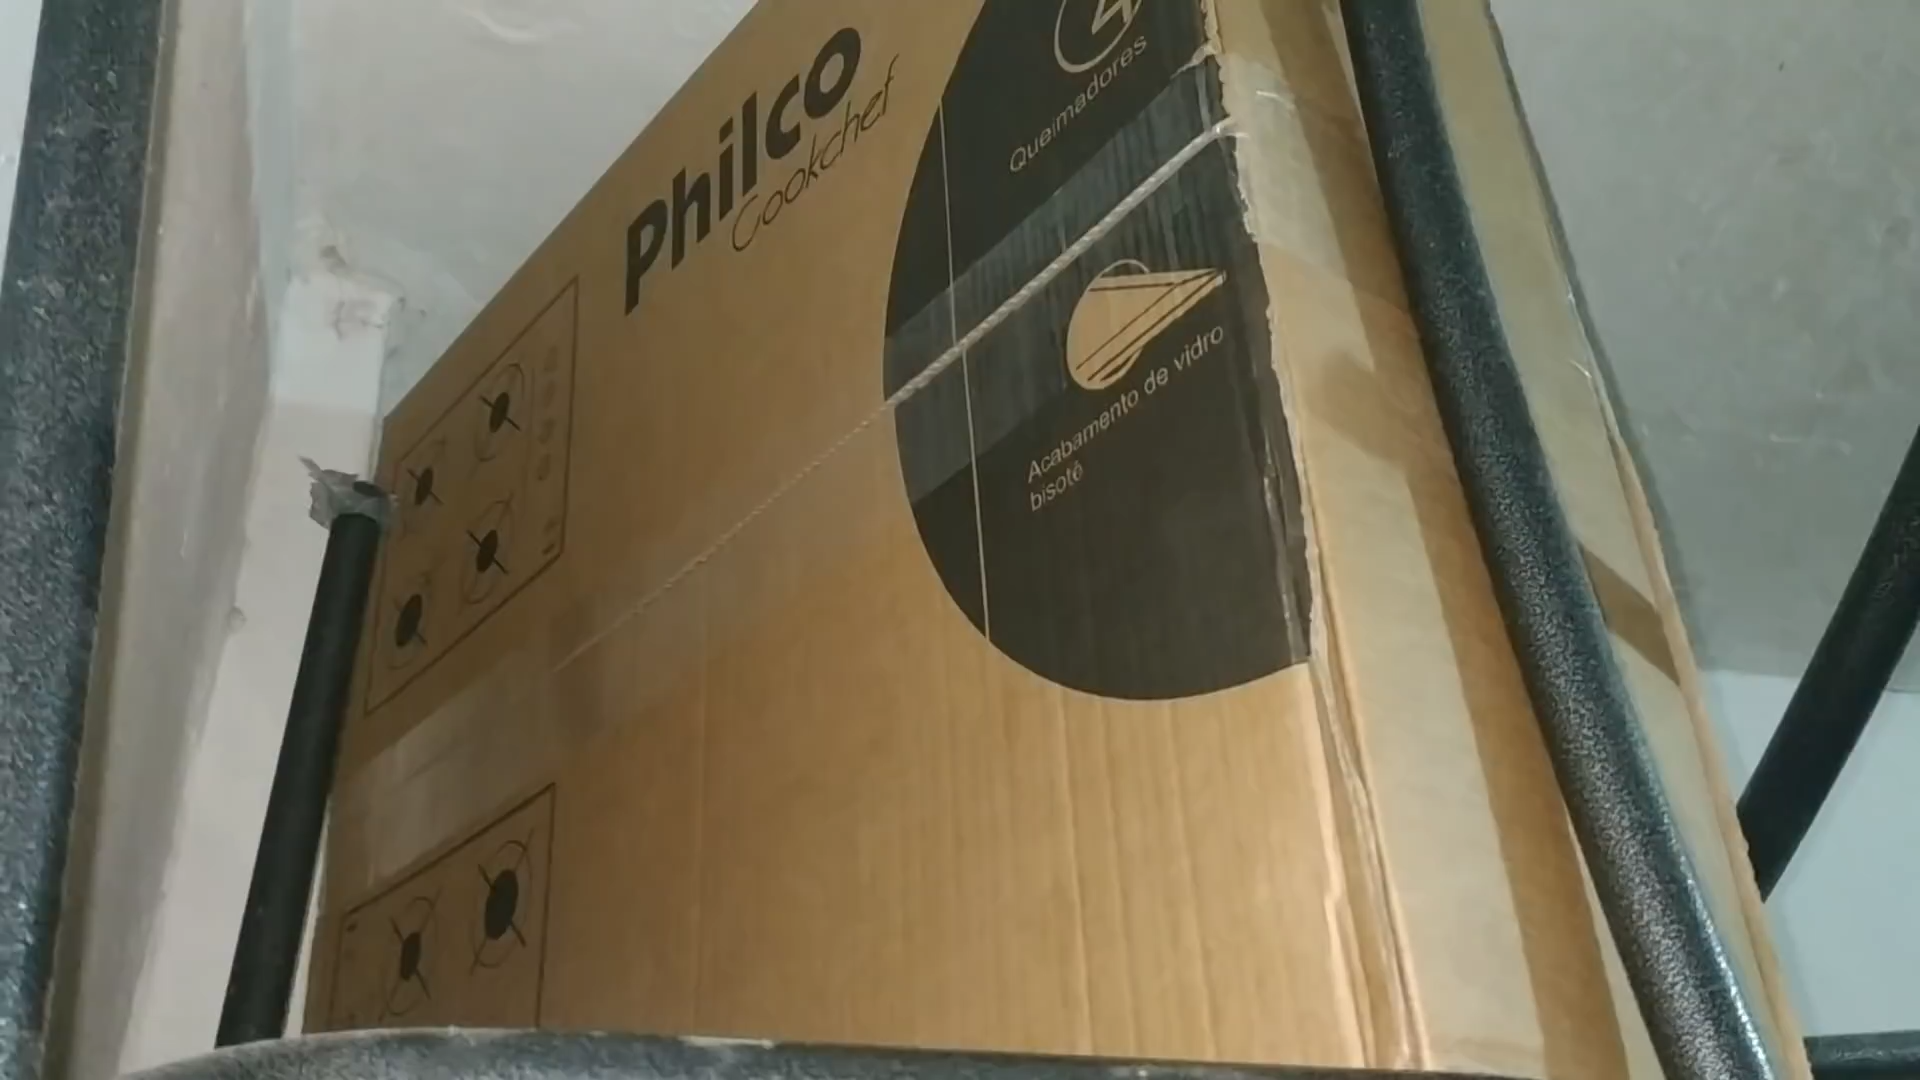 Philco
Cookchef
4
Queimadores
Acabamento de vidro
bisotê